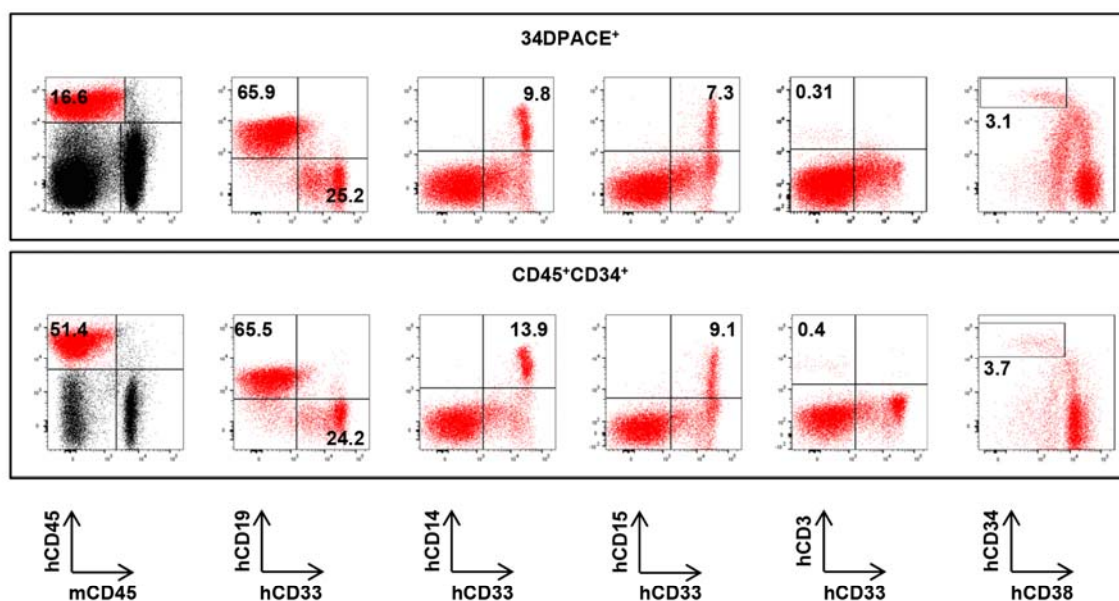 34DPACE⁺
16.6 65.9 9.8 7.3 0.31 3.1
25.2
CD45⁺CD34⁺
51.4 65.5 13.9 9.1 0.4 3.7
24.2
hCD45 hCD19 hCD14 hCD15 hCD3 hCD34
mCD45 hCD33 hCD33 hCD33 hCD33 hCD38